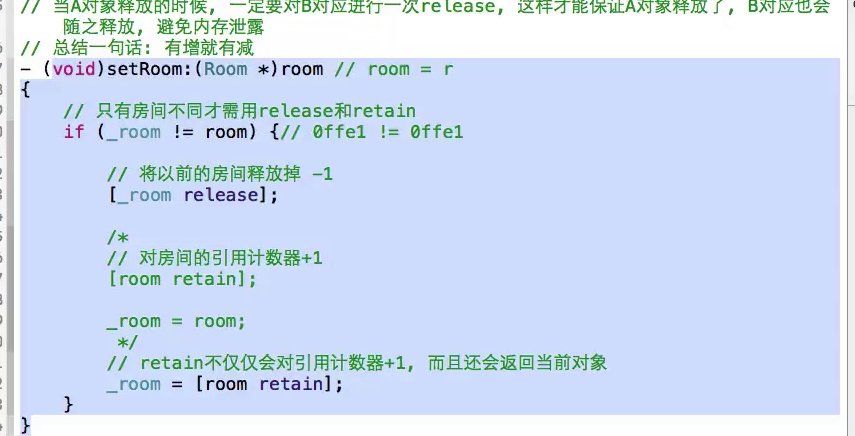 // 当A对象释放的时候, 一定要对B对应进行一次release, 这样才能保证A对象释放了, B对应也会
随之释放, 避免内存泄露
// 总结一句话: 有增就有减
- (void)setRoom:(Room *)room // room = r
{
// 只有房间不同才需用release和retain
if (_room != room) {// 0ffe1 != 0ffe1
// 将以前的房间释放掉 -1
[_room release];
/*
// 对房间的引用计数器+1
[room retain];
_room = room;
*/
// retain不仅仅会对引用计数器+1, 而且还会返回当前对象
_room = [room retain];
}
}